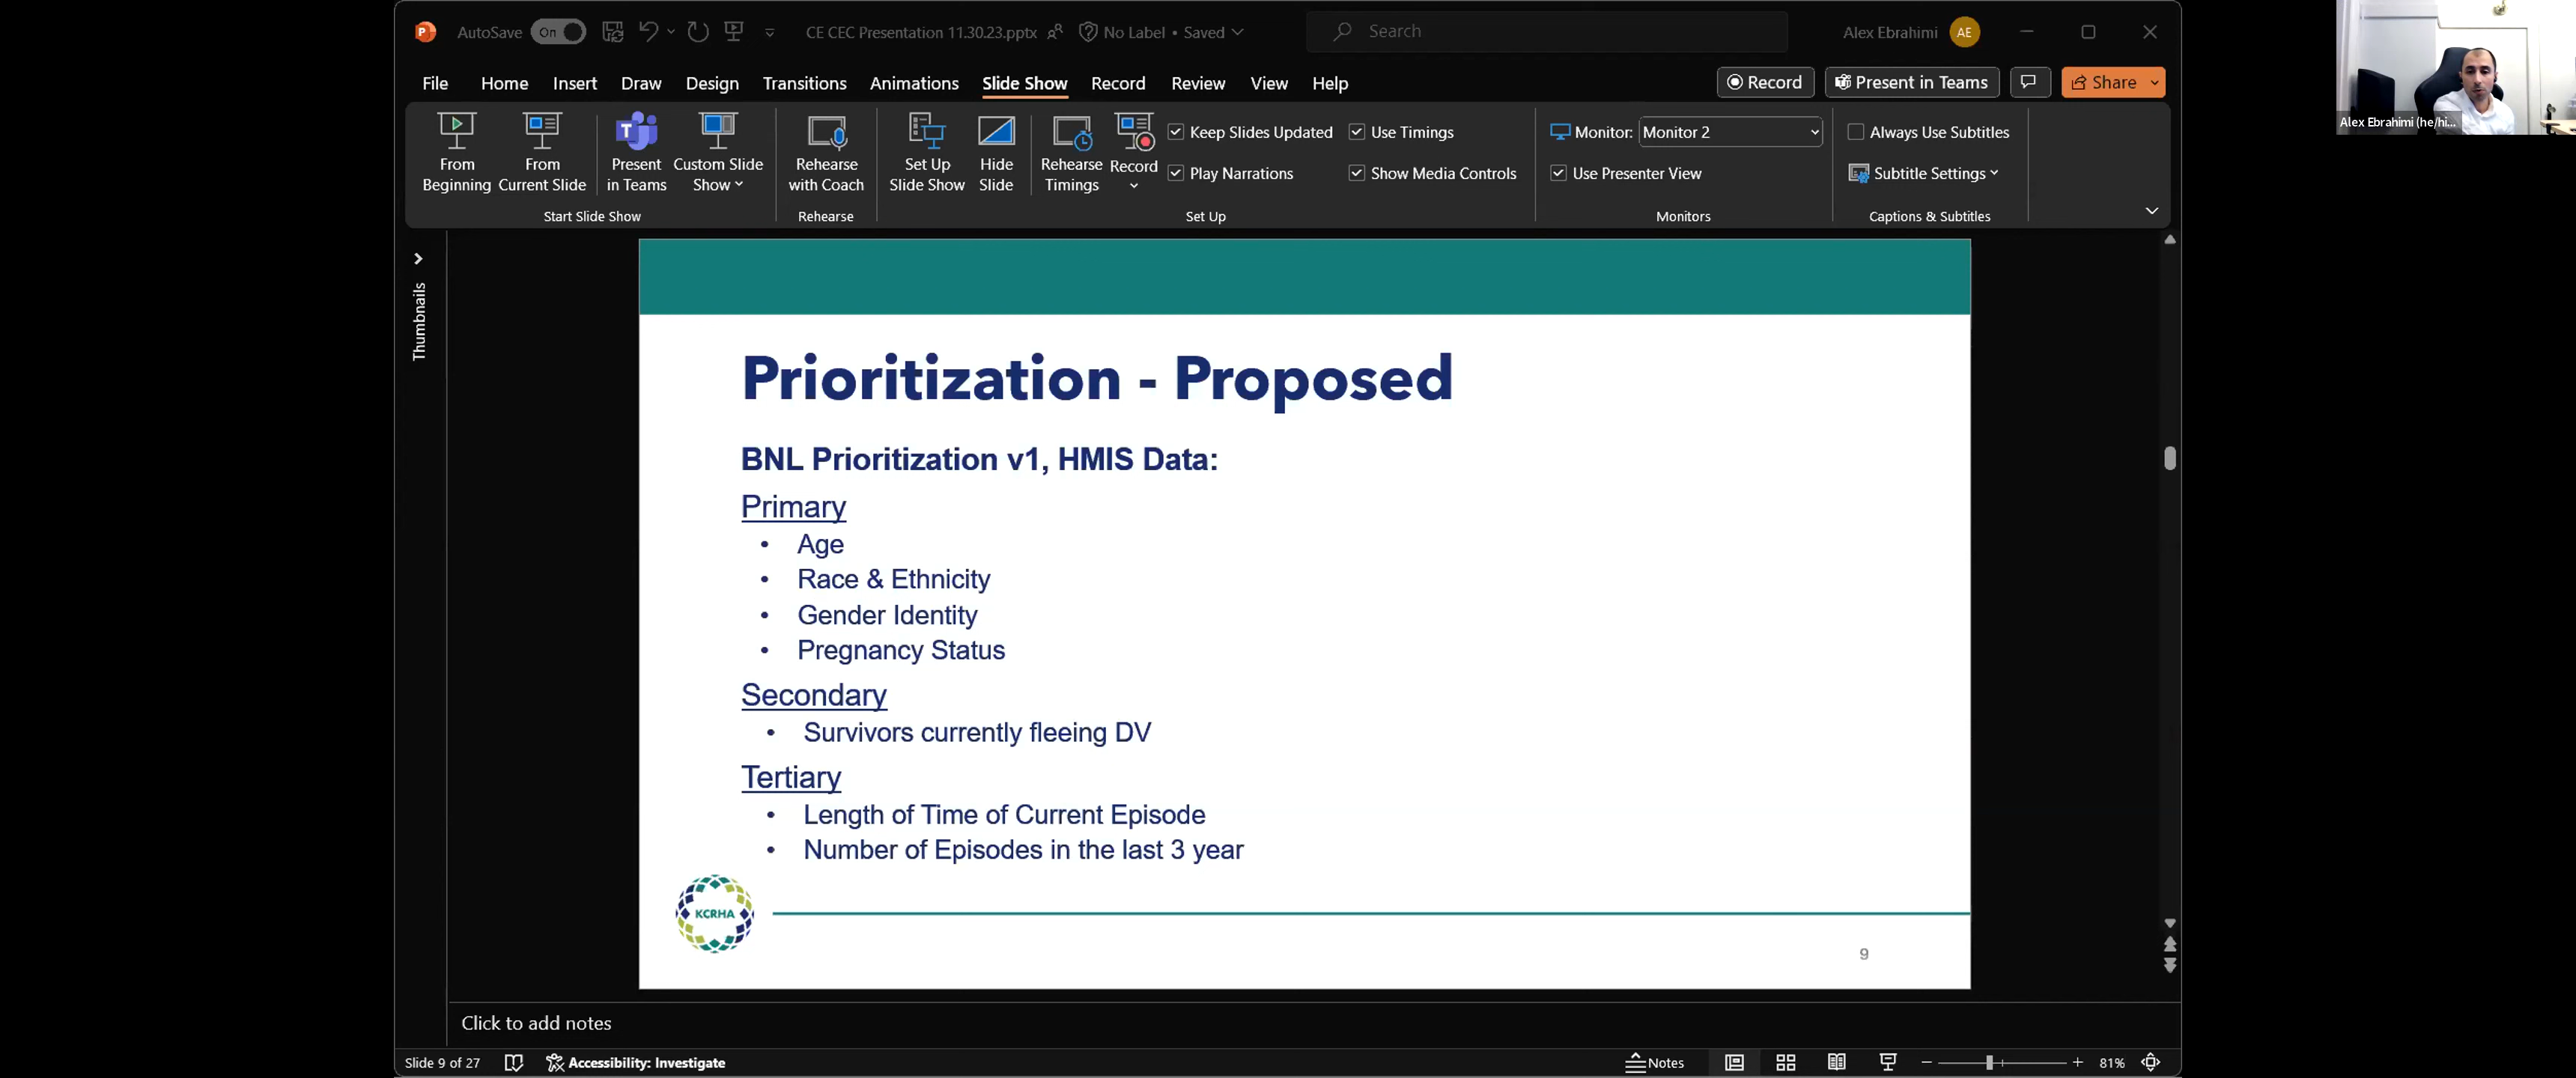 AutoSave On CE CEC Presentation 11.30.23.pptx No Label • Saved Search Alex Ebrahimi AE
File Home Insert Draw Design Transitions Animations Slide Show Record Review View Help Record Present in Teams Share
From Beginning
From Current Slide
Present in Teams
Custom Slide Show
Start Slide Show
Rehearse with Coach
Rehearse
Set Up Slide Show
Hide Slide
Rehearse Timings
Record
Keep Slides Updated
Use Timings
Play Narrations
Show Media Controls
Set Up
Monitor: Monitor 2
Use Presenter View
Monitors
Always Use Subtitles
Subtitle Settings
Captions & Subtitles
Alex Ebrahimi (he/hi...
Thumbnails
Prioritization - Proposed
BNL Prioritization v1, HMIS Data:
Primary
• Age
• Race & Ethnicity
• Gender Identity
• Pregnancy Status
Secondary
• Survivors currently fleeing DV
Tertiary
• Length of Time of Current Episode
• Number of Episodes in the last 3 year
KCRHA
9
Click to add notes
Slide 9 of 27 Accessibility: Investigate Notes 81%